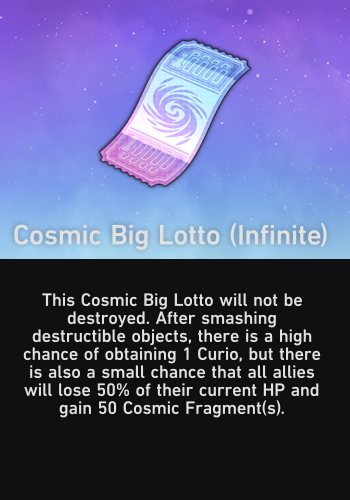 Cosmic Big Lotto (Infinite)
This Cosmic Big Lotto will not be
destroyed. After smashing
destructible objects, there is a high
chance of obtaining 1 Curio, but there
is also a small chance that all allies
will lose 50% of their current HP and
gain 50 Cosmic Fragment(s).